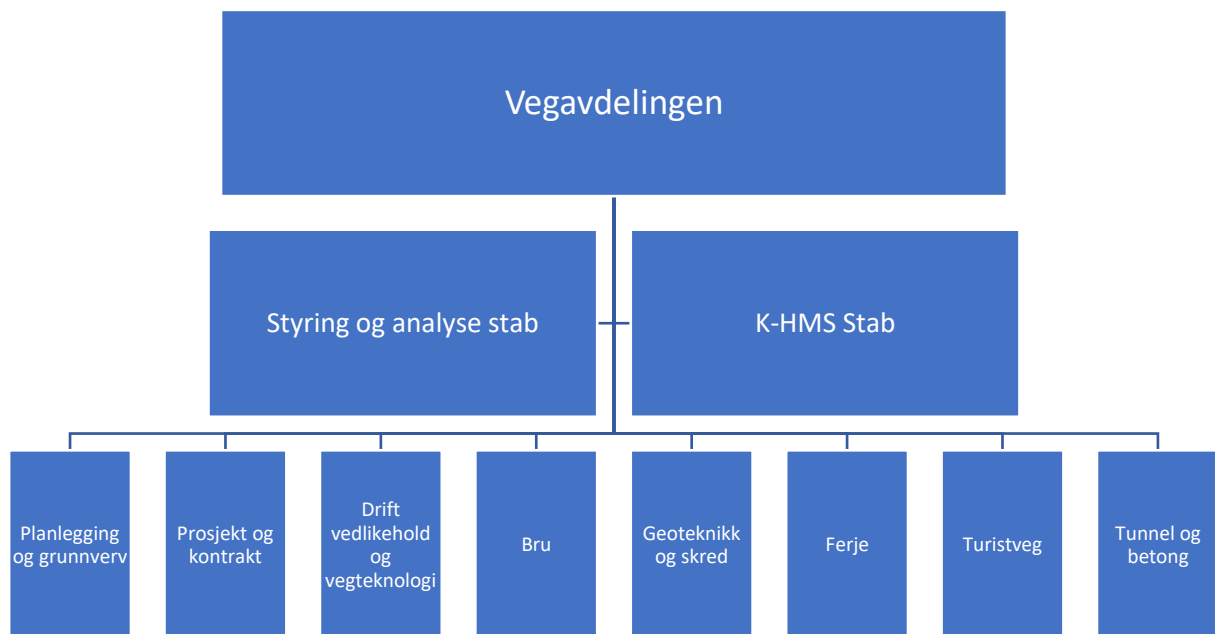 Vegavdelingen
Styring og analyse stab
K-HMS Stab
Planlegging
og grunnverv
Prosjekt og
kontrakt
Drift
vedlikehold
og
vegteknologi
Bru
Geoteknikk
og skred
Ferje
Turistveg
Tunnel og
betong